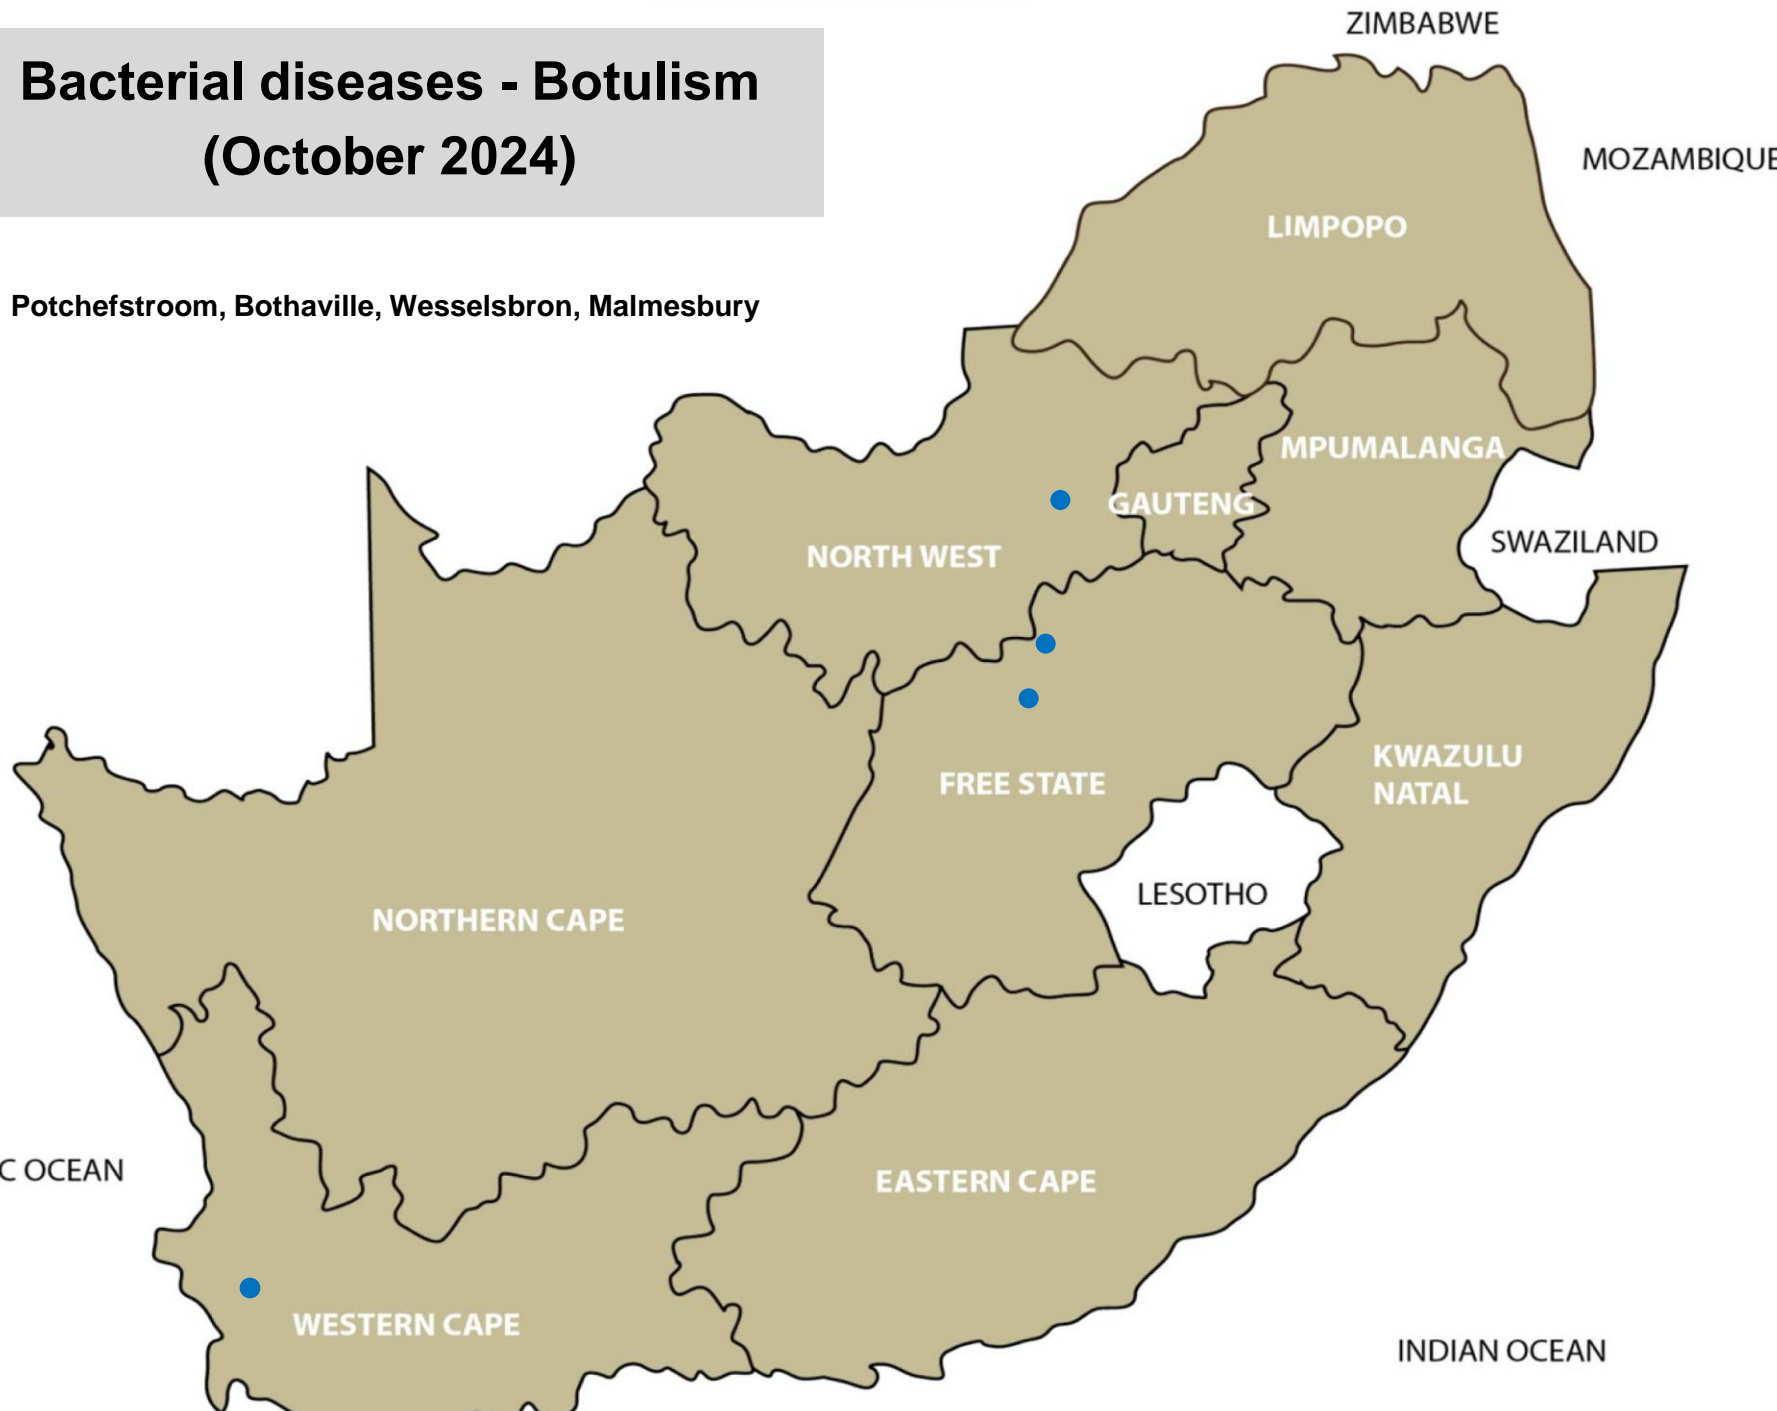 ZIMBABWE
Bacterial diseases - Botulism
(October 2024)
MOZAMBIQUE
LIMPOPO
Potchefstroom, Bothaville, Wesselsbron, Malmesbury
MPUMALANGA
GAUTENG
SWAZILAND
NORTH WEST
KWAZULU
NATAL
FREE STATE
LESOTHO
NORTHERN CAPE
C OCEAN
EASTERN CAPE
WESTERN CAPE
INDIAN OCEAN